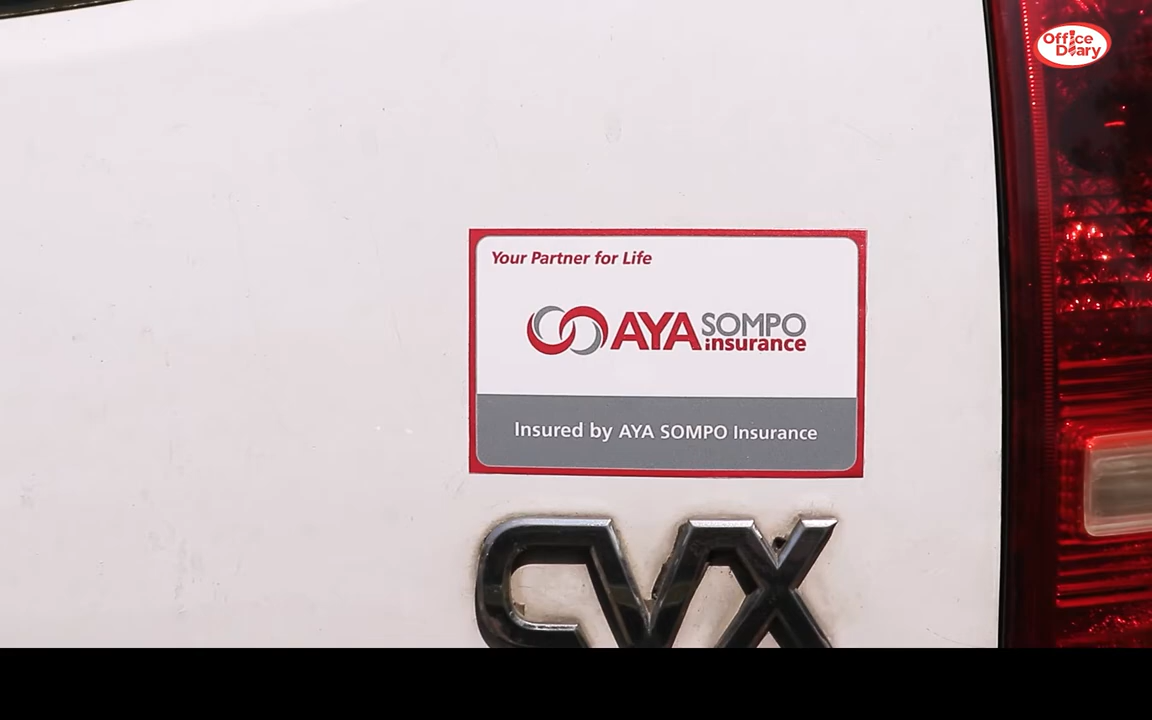 Office
Diary
Your Partner for Life
AYA SOMPO
insurance
Insured by AYA SOMPO Insurance
CVX